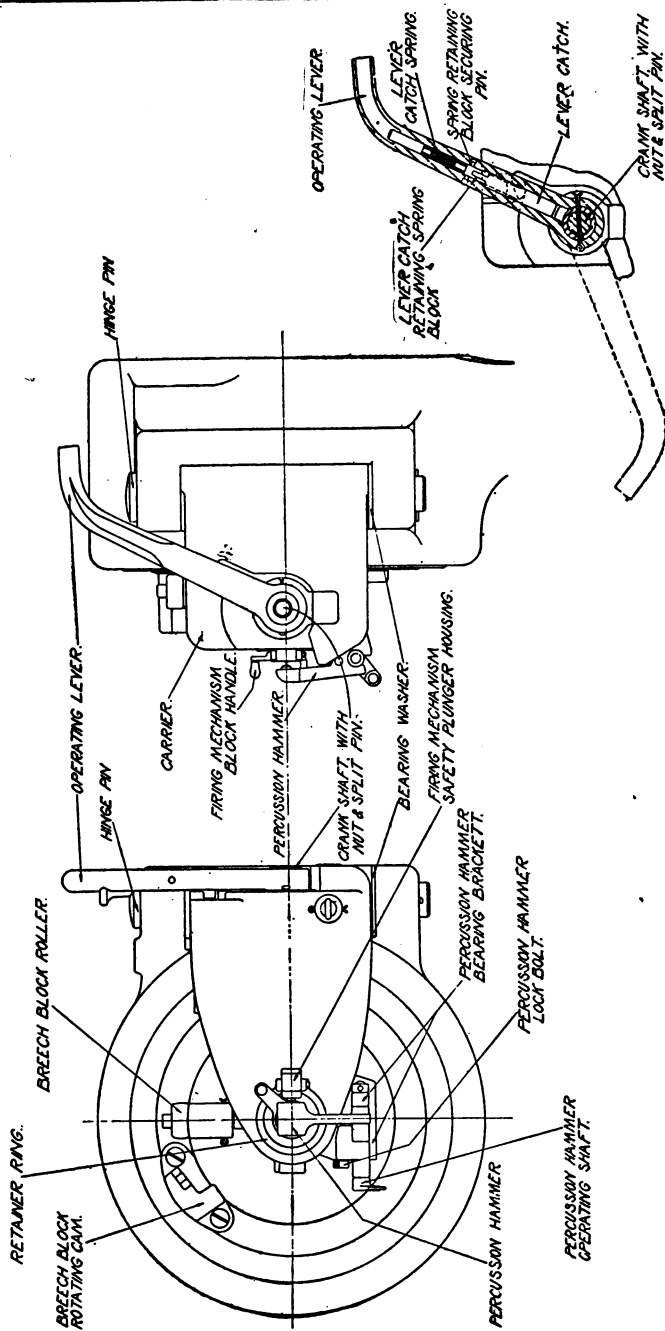 RETAINER RING.
BREECH BLOCK ROLLER.
BREECH BLOCK
ROTATING CAM.
HINGE PIN
OPERATING LEVER.
CARRIER.
FIRING MECHANISM
BLOCK HANDLE.
PERCUSSION HAMMER
CRANK SHAFT WITH
NUT & SPLIT PIN.
BEARING WASHER.
FIRING MECHANISM
SAFETY PLUNGER HOUSING.
PERCUSSION HAMMER
BEARING BRACKETT.
PERCUSSION HAMMER
LOCK BOLT.
PERCUSSION HAMMER
OPERATING SHAFT.
PERCUSSION HAMMER
HINGE PIN
OPERATING LEVER.
LEVER
CATCH SPRING.
SPRING RETAINING
BLOCK SECURING
PIN.
LEVER CATCH
RETAINING SPRING
BLOCK
LEVER CATCH.
CRANK SHAFT WITH
NUT & SPLIT PIN.